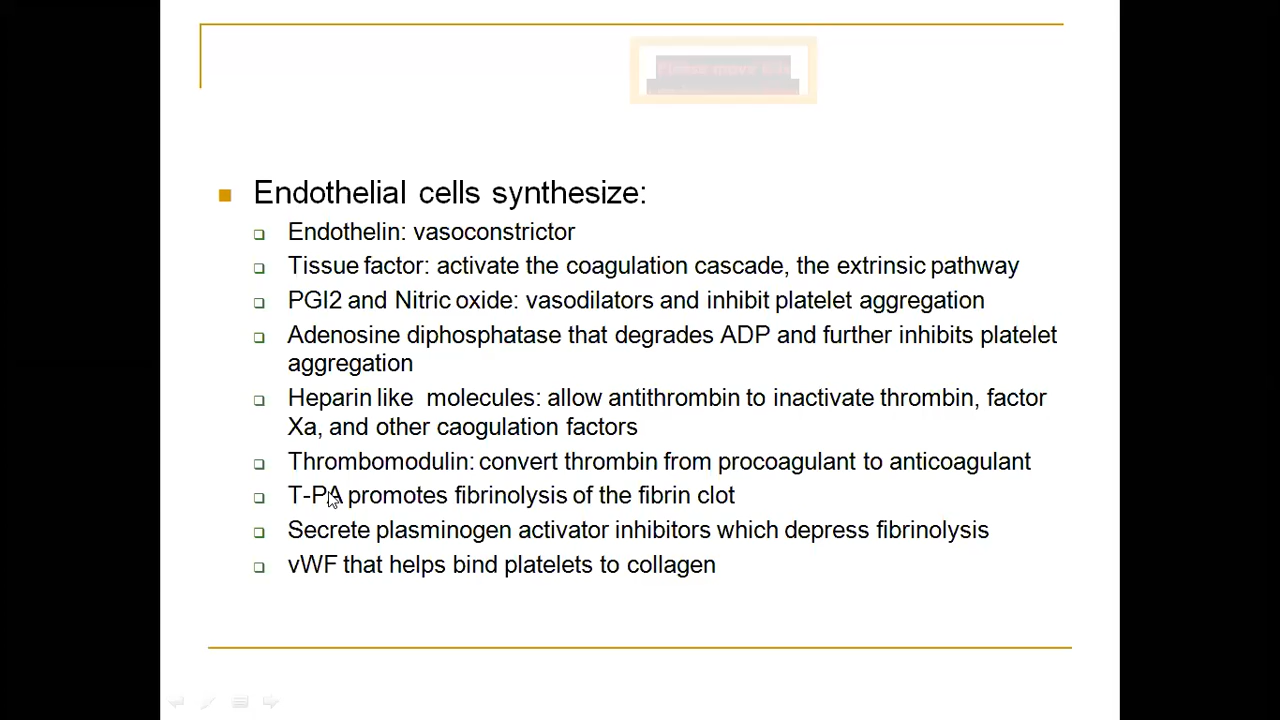 Please move
Endothelial cells synthesize:
Endothelin: vasoconstrictor
Tissue factor: activate the coagulation cascade, the extrinsic pathway
PGI2 and Nitric oxide: vasodilators and inhibit platelet aggregation
Adenosine diphosphatase that degrades ADP and further inhibits platelet
aggregation
Heparin like molecules: allow antithrombin to inactivate thrombin, factor
Xa, and other caogulation factors
Thrombomodulin: convert thrombin from procoagulant to anticoagulant
T-PA promotes fibrinolysis of the fibrin clot
Secrete plasminogen activator inhibitors which depress fibrinolysis
vWF that helps bind platelets to collagen